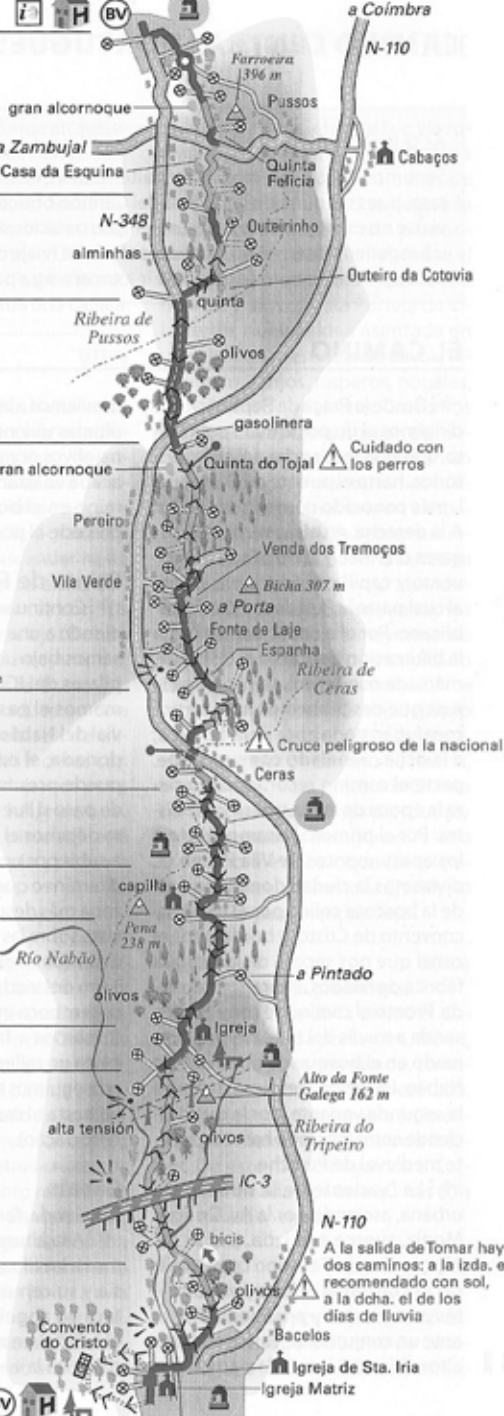 i
H
BV
a Coímbra
N-110
Farroeira
396 m
Pussos
gran alcornoque
a Zambujal
Cabaços
Casa da Esquina
Quinta
Felicia
N-348
Outeirinho
alminhas
Outeiro da Cotovia
quinta
Ribeira de
Pussos
olivos
gasolinera
ran alcornoque
Quinta do Tojal
Cuidado con
los perros
Pereiro
Venda dos Tremoços
Vila Verde
Bicha 307 m
a Porta
Fonte de Laje
Espanha
Ribeira de
Ceras
Cruce peligroso de la nacional
Ceras
capilla
Pena
238 m
Río Nabão
a Pintado
olivos
Igreja
Alto da Fonte
Galega 162 m
alta tensión
olivos
Ribeira do
Tripeiro
IC-3
N-110
bicis
A la salida de Tomar hay
dos caminos: a la izda. e
recomendado con sol,
a la dcha. el de los
días de lluvia
olivos
Convento
do Cristo
Bacelos
Igreja de Sta. Iria
Igreja Matriz
V
H